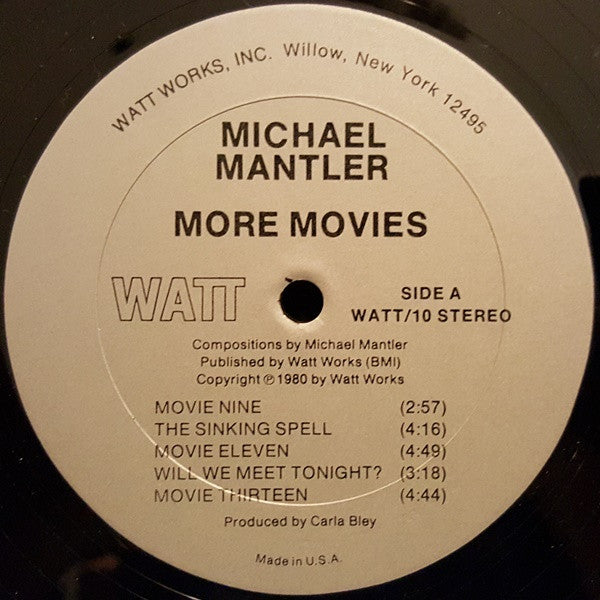 WATT WORKS, INC. Willow, New York 12495
MICHAEL
MANTLER
MORE MOVIES
WATT
SIDE A
WATT/10 STEREO
Compositions by Michael Mantler
Published by Watt Works (BMI)
Copyright ℗ 1980 by Watt Works
MOVIE NINE (2:57)
THE SINKING SPELL (4:16)
MOVIE ELEVEN (4:49)
WILL WE MEET TONIGHT? (3:18)
MOVIE THIRTEEN (4:44)
Produced by Carla Bley
Made in U.S.A.